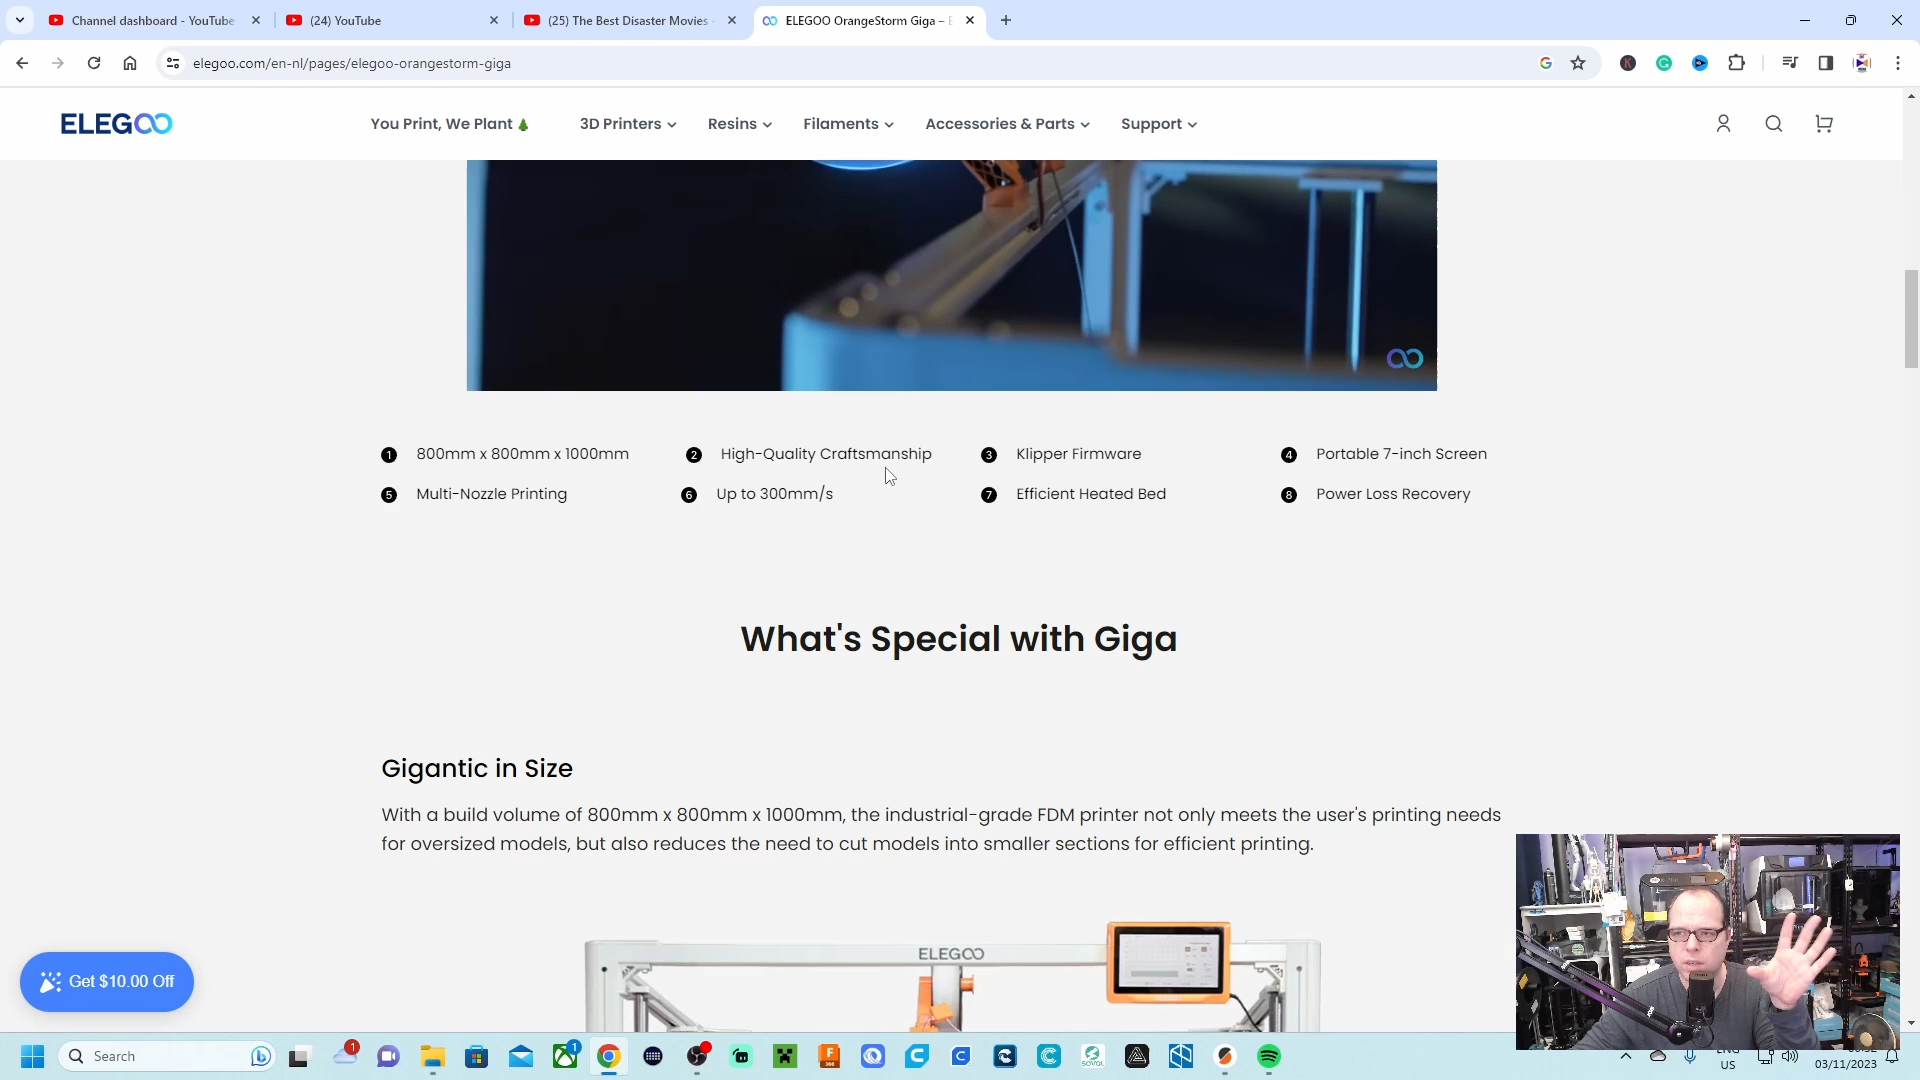 Channel dashboard - YouTube
(24) YouTube
(25) The Best Disaster Movies
ELEGOO OrangeStorm Giga – E
elegoo.com/en-nl/pages/elegoo-orangestorm-giga
ELEGOO
You Print, We Plant
3D Printers
Resins
Filaments
Accessories & Parts
Support
1 800mm x 800mm x 1000mm
2 High-Quality Craftsmanship
3 Klipper Firmware
4 Portable 7-inch Screen
5 Multi-Nozzle Printing
6 Up to 300mm/s
7 Efficient Heated Bed
8 Power Loss Recovery
What's Special with Giga
Gigantic in Size
With a build volume of 800mm x 800mm x 1000mm, the industrial-grade FDM printer not only meets the user's printing needs
for oversized models, but also reduces the need to cut models into smaller sections for efficient printing.
ELEGOO
Get $10.00 Off
Search
1
1
US
03/11/2023